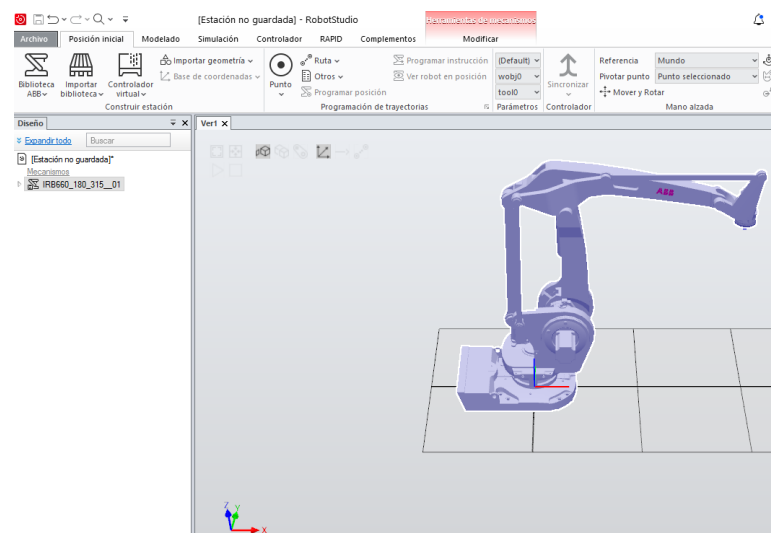 [Estación no guardada] - RobotStudio
Herramientas de mecanismos
Archivo Posición inicial Modelado Simulación Controlador RAPID Complementos Modificar
Biblioteca ABB
Importar biblioteca
Controlador virtual
Importar geometría
Base de coordenadas
Construir estación
Punto
Ruta
Otros
Programar posición
Programar instrucción
Ver robot en posición
Programación de trayectorias
(Default)
wobj0
tool0
Parámetros
Sincronizar
Controlador
Referencia Mundo
Pivotar punto Punto seleccionado
Mover y Rotar
Mano alzada
Diseño
Expandir todo Buscar
[Estación no guardada]*
Mecanismos
IRB660_180_315__01
Ver1 X
ABB
Z
Y
X